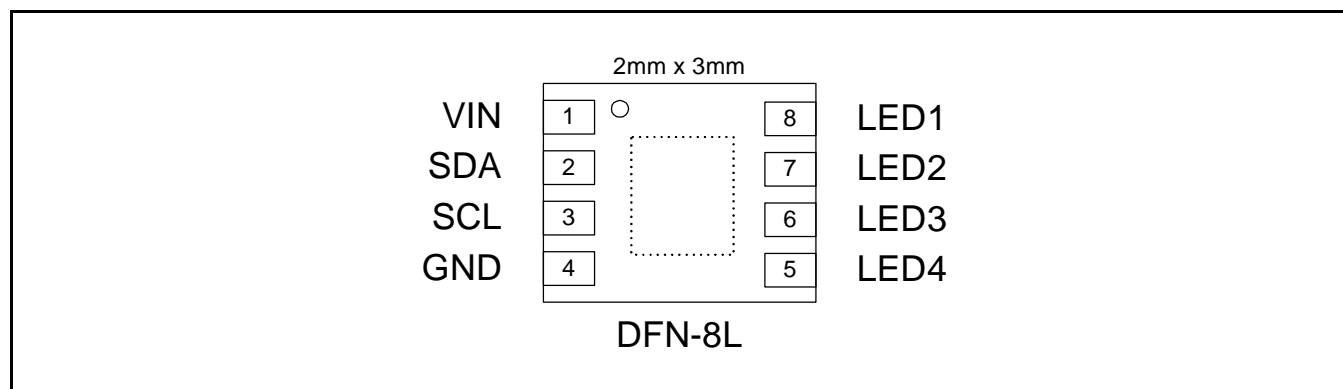 2mm x 3mm
VIN 1 8 LED1
SDA 2 7 LED2
SCL 3 6 LED3
GND 4 5 LED4
DFN-8L